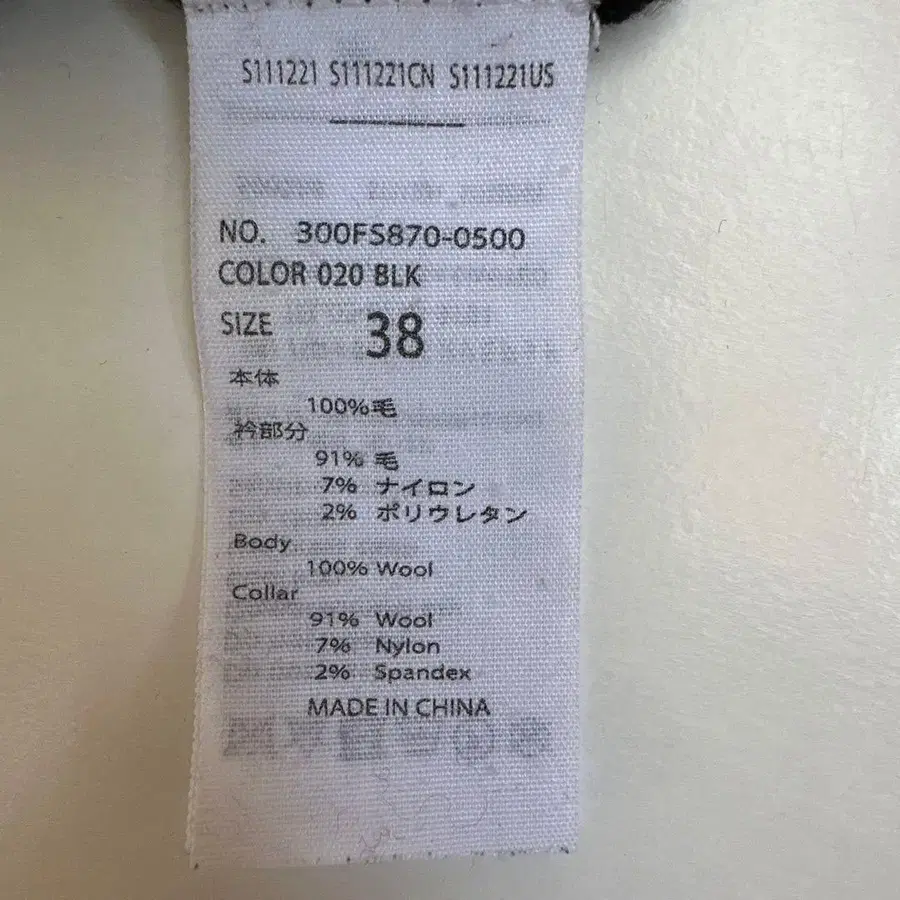 S111221 S111221CN S111221US
NO. 300FS870-0500
COLOR 020 BLK
SIZE 38
本体
100%毛
衿部分
91% 毛
7% ナイロン
2% ポリウレタン
Body
100% Wool
Collar
91% Wool
7% Nylon
2% Spandex
MADE IN CHINA